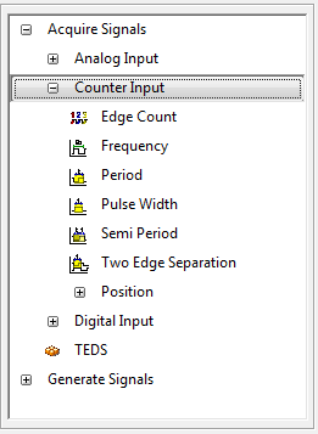 Acquire Signals
Analog Input
Counter Input
Edge Count
Frequency
Period
Pulse Width
Semi Period
Two Edge Separation
Position
Digital Input
TEDS
Generate Signals